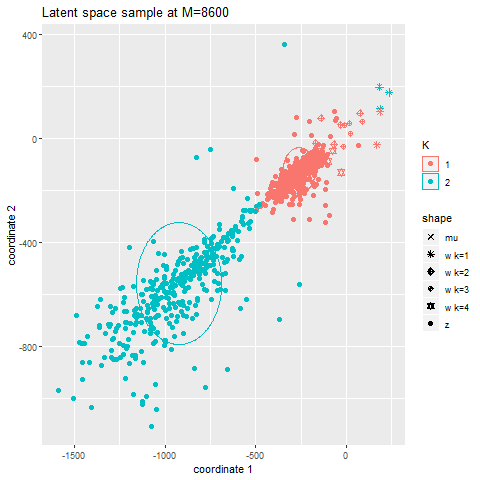 Latent space sample at M=8600
400
0
-400
-800
coordinate 2
-1500
-1000
-500
0
coordinate 1
K
1
2
shape
mu
w k=1
w k=2
w k=3
w k=4
z